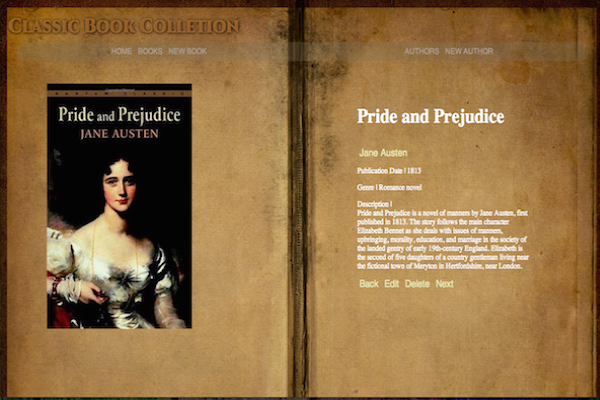 Classic Book Colletion
HOME BOOKS NEW BOOK
AUTHORS NEW AUTHOR
BANTAM CLASSIC
Pride and Prejudice
JANE AUSTEN
Pride and Prejudice
Jane Austen
Publication Date | 1813
Genre | Romance novel
Description |
Pride and Prejudice is a novel of manners by Jane Austen, first
published in 1813. The story follows the main character
Elizabeth Bennet as she deals with issues of manners,
upbringing, morality, education, and marriage in the society of
the landed gentry of early 19th-century England. Elizabeth is
the second of five daughters of a country gentleman living near
the fictional town of Meryton in Hertfordshire, near London.
Back Edit Delete Next